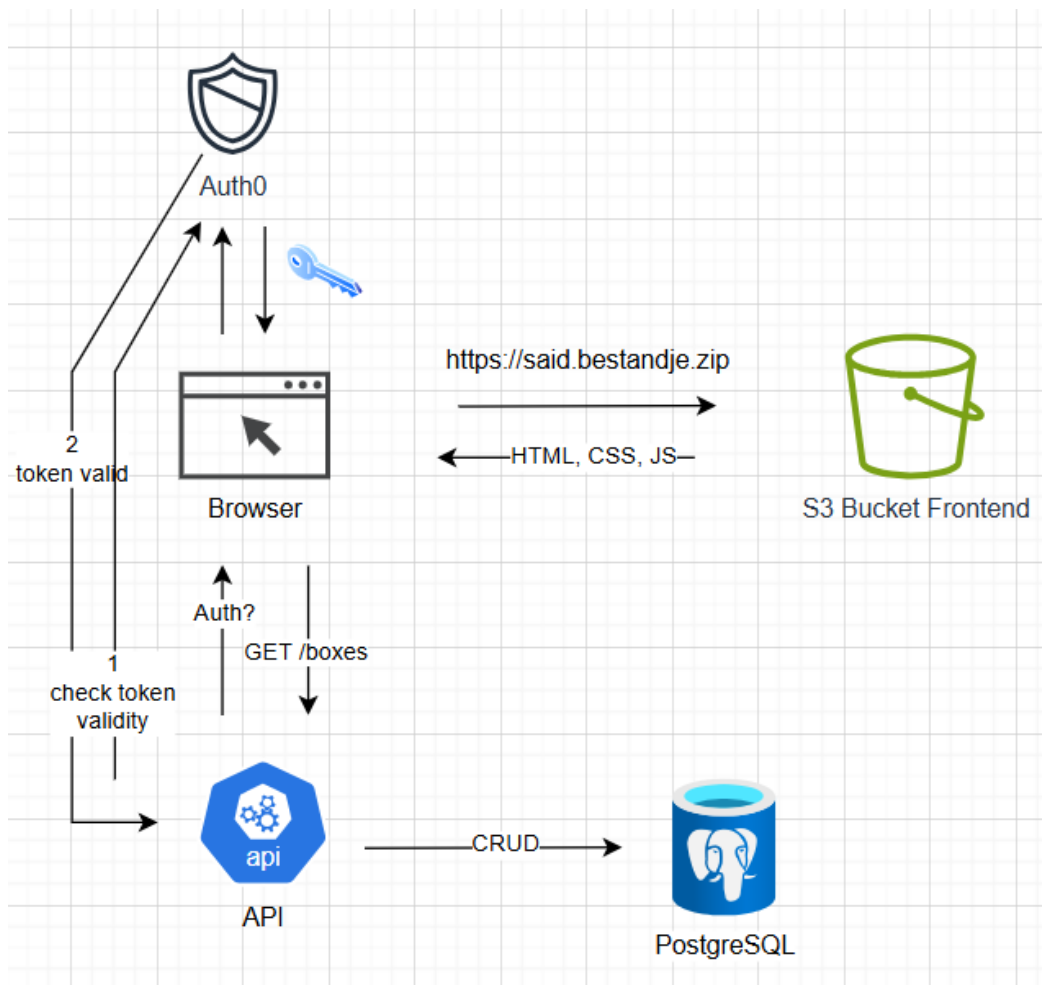 Auth0
https://said.bestandje.zip
HTML, CSS, JS
2
token valid
Browser
S3 Bucket Frontend
Auth?
GET /boxes
1
check token
validity
api
API
CRUD
PostgreSQL